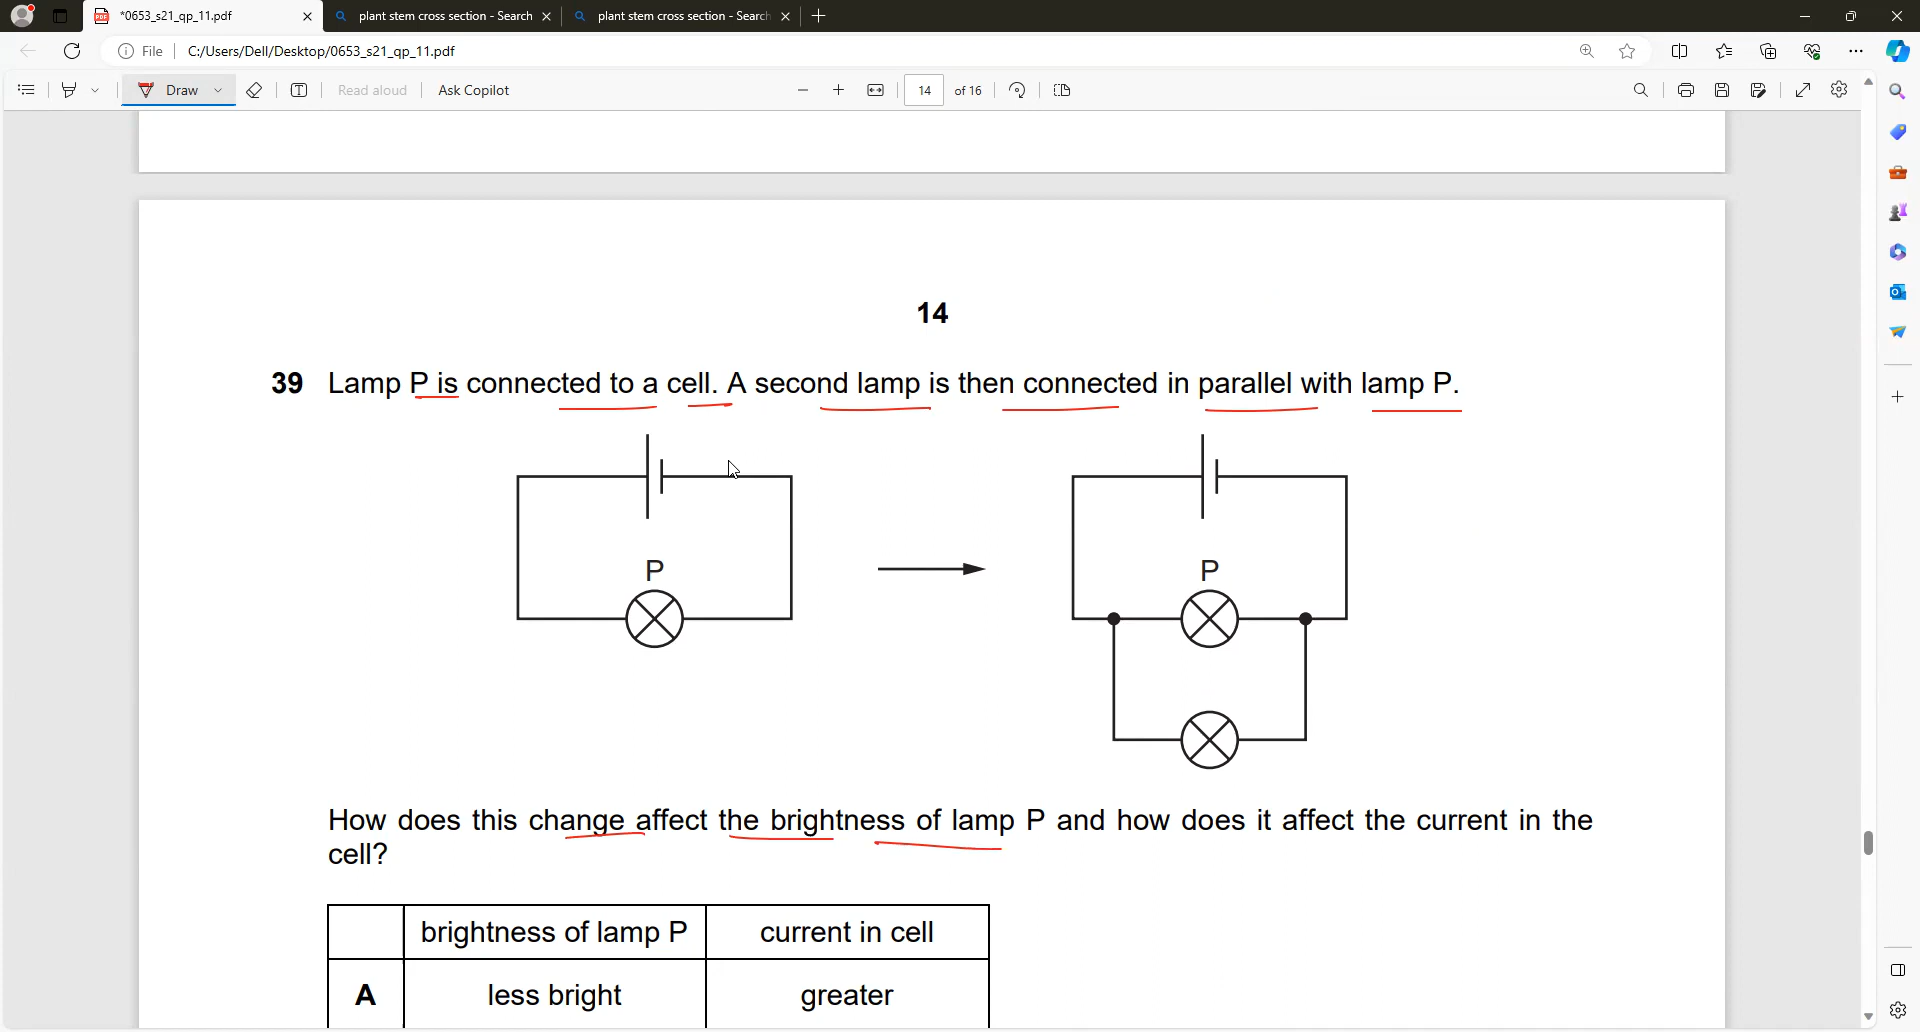 *0653_s21_qp_11.pdf
plant stem cross section - Search
plant stem cross section - Search
File
C:/Users/Dell/Desktop/0653_s21_qp_11.pdf
Draw
Read aloud
Ask Copilot
14
of 16
14
39 Lamp P is connected to a cell. A second lamp is then connected in parallel with lamp P.
P
P
How does this change affect the brightness of lamp P and how does it affect the current in the
cell?
brightness of lamp P
current in cell
A
less bright
greater